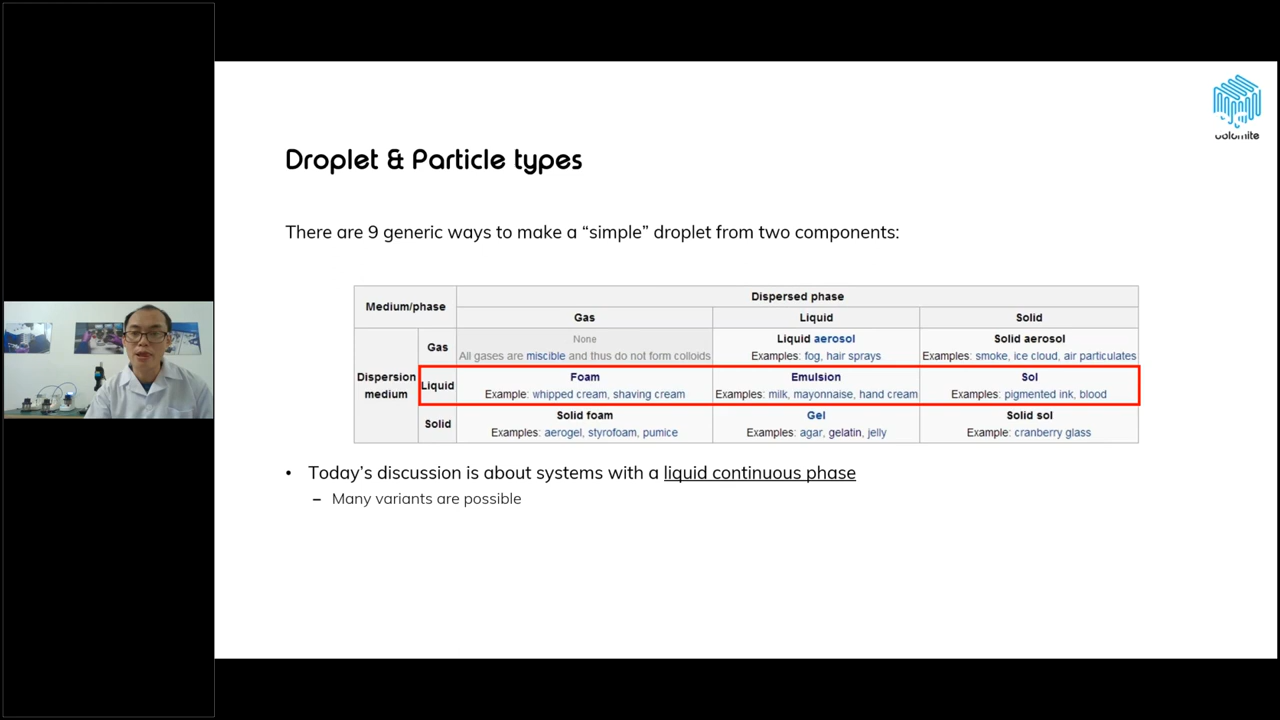 dolomite
Droplet & Particle types
There are 9 generic ways to make a “simple” droplet from two components:
Medium/phase
Dispersed phase
Gas Liquid Solid
Dispersion medium
Gas
None
All gases are miscible and thus do not form colloids
Liquid aerosol
Examples: fog, hair sprays
Solid aerosol
Examples: smoke, ice cloud, air particulates
Liquid
Foam
Example: whipped cream, shaving cream
Emulsion
Examples: milk, mayonnaise, hand cream
Sol
Examples: pigmented ink, blood
Solid
Solid foam
Examples: aerogel, styrofoam, pumice
Gel
Examples: agar, gelatin, jelly
Solid sol
Example: cranberry glass
• Today’s discussion is about systems with a liquid continuous phase
– Many variants are possible